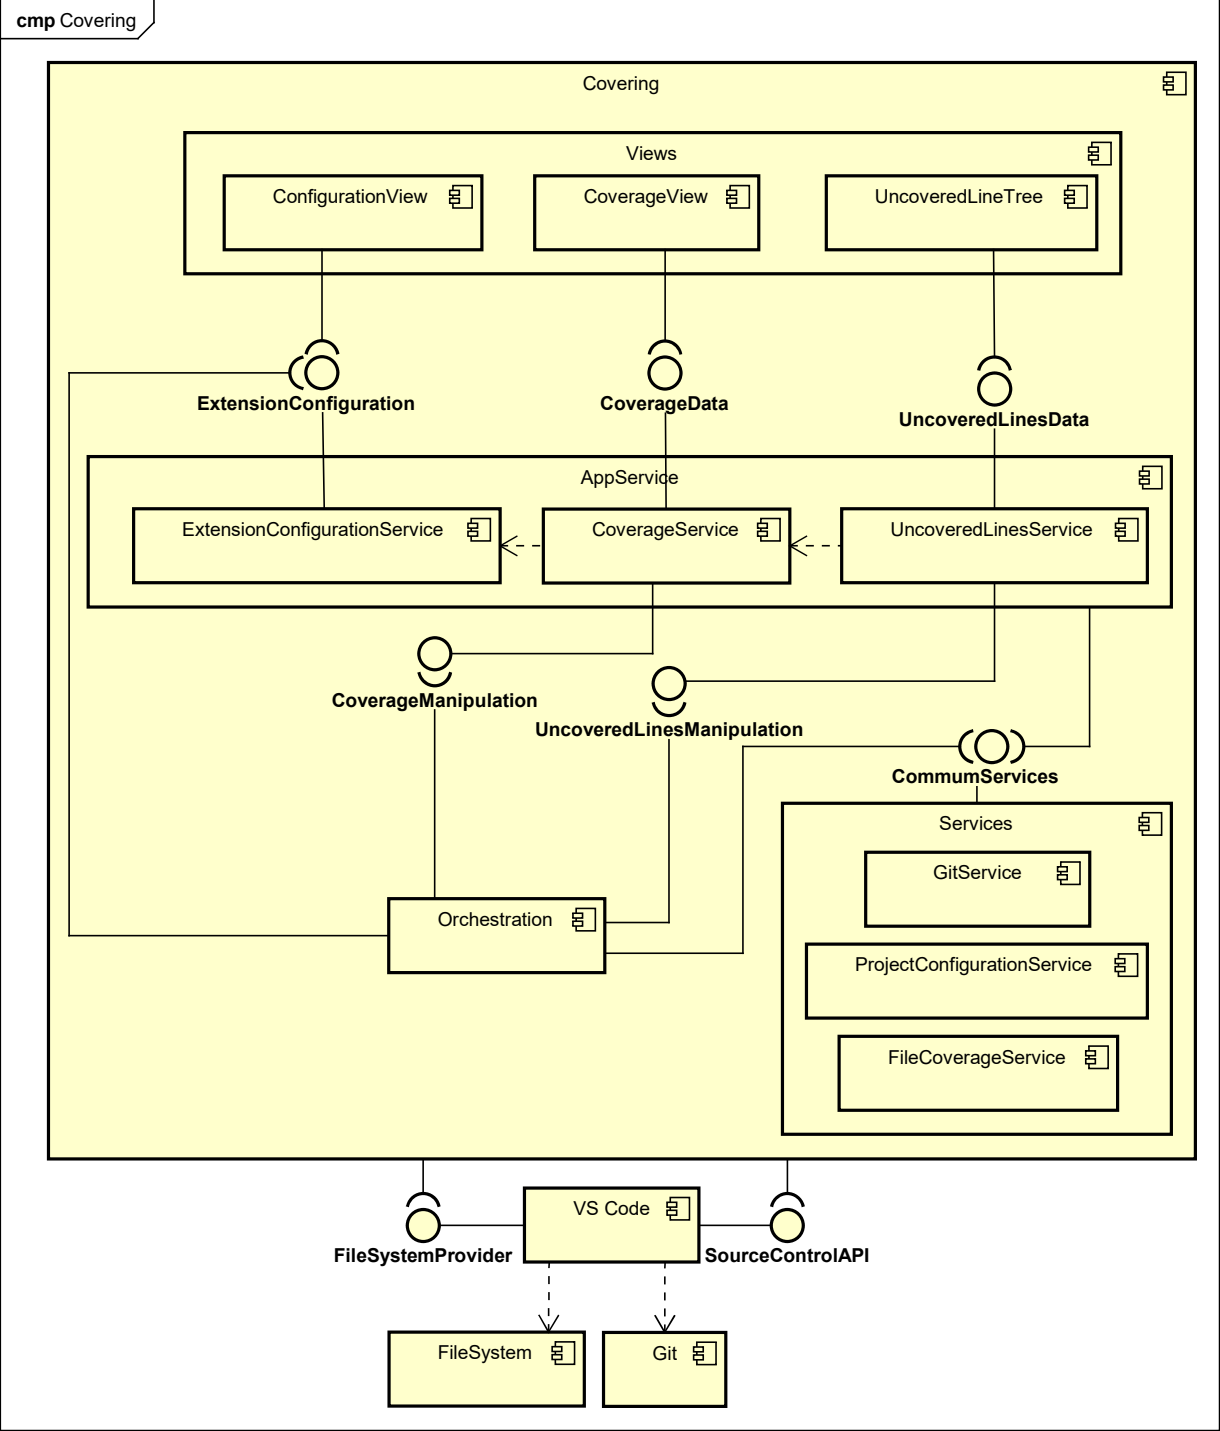 cmp Covering
Covering
Views
ConfigurationView
CoverageView
UncoveredLineTree
ExtensionConfiguration
CoverageData
UncoveredLinesData
AppService
ExtensionConfigurationService
CoverageService
UncoveredLinesService
CoverageManipulation
UncoveredLinesManipulation
CommumServices
Services
GitService
Orchestration
ProjectConfigurationService
FileCoverageService
VS Code
FileSystemProvider
SourceControlAPI
FileSystem
Git